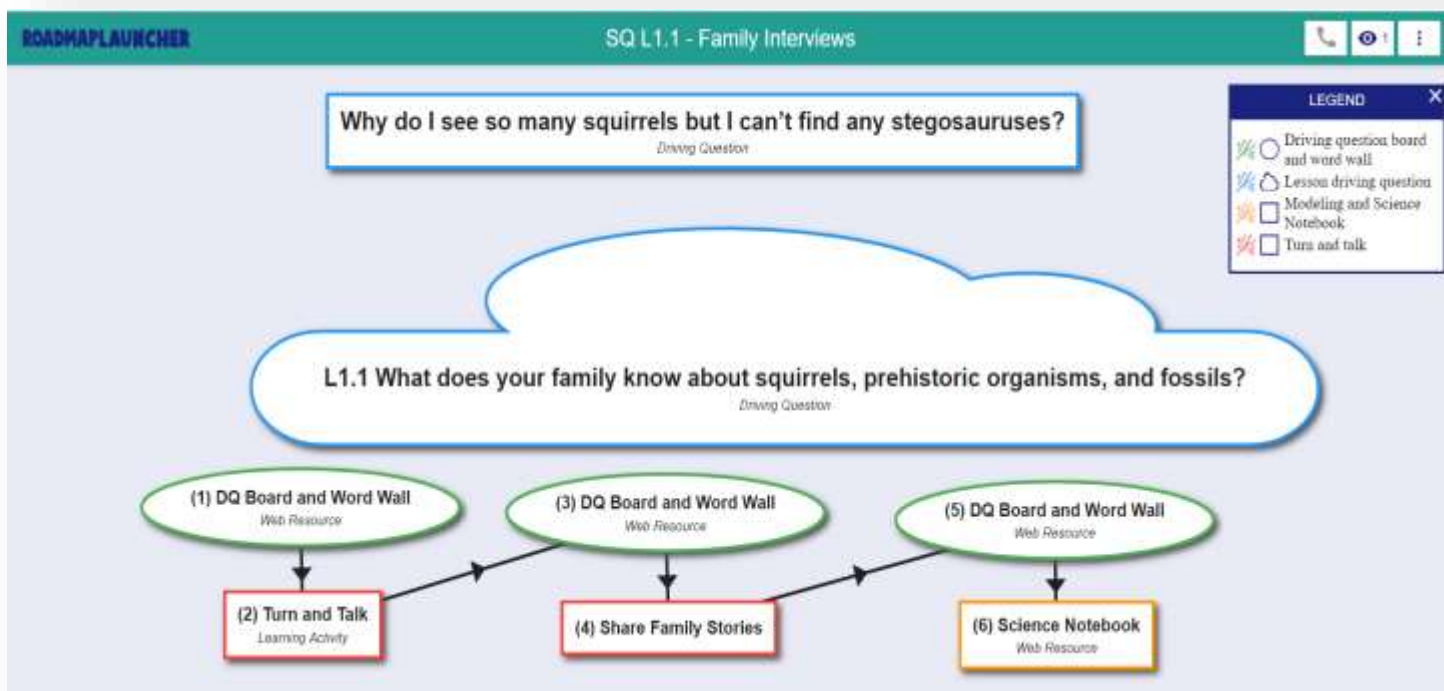 ROADMAPLAUNCHER
SQ L1.1 - Family Interviews
1
LEGEND
X
Driving question board
and word wall
Lesson driving question
Modeling and Science
Notebook
Turn and talk
Why do I see so many squirrels but I can't find any stegosauruses?
Driving Question
L1.1 What does your family know about squirrels, prehistoric organisms, and fossils?
Driving Question
(1) DQ Board and Word Wall
Web Resource
(3) DQ Board and Word Wall
Web Resource
(5) DQ Board and Word Wall
Web Resource
(2) Turn and Talk
Learning Activity
(4) Share Family Stories
(6) Science Notebook
Web Resource